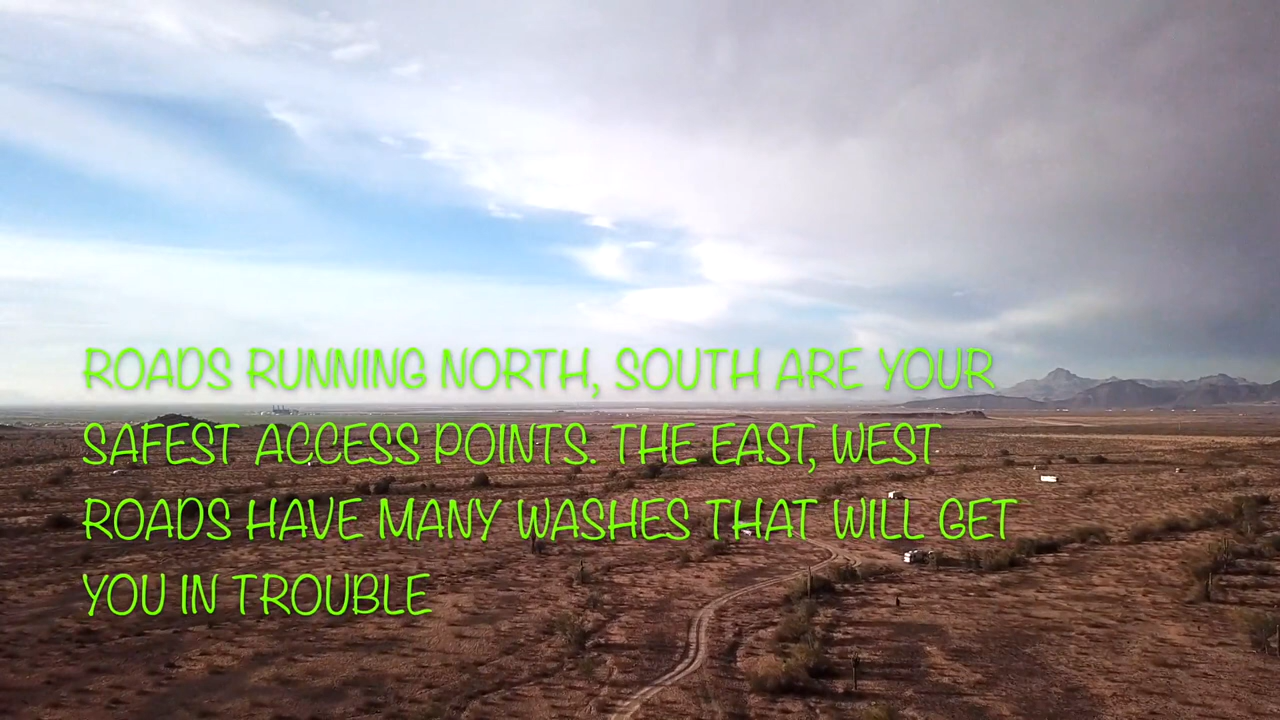 ROADS RUNNING NORTH, SOUTH ARE YOUR
SAFEST ACCESS POINTS. THE EAST, WEST
ROADS HAVE MANY WASHES THAT WILL GET
YOU IN TROUBLE